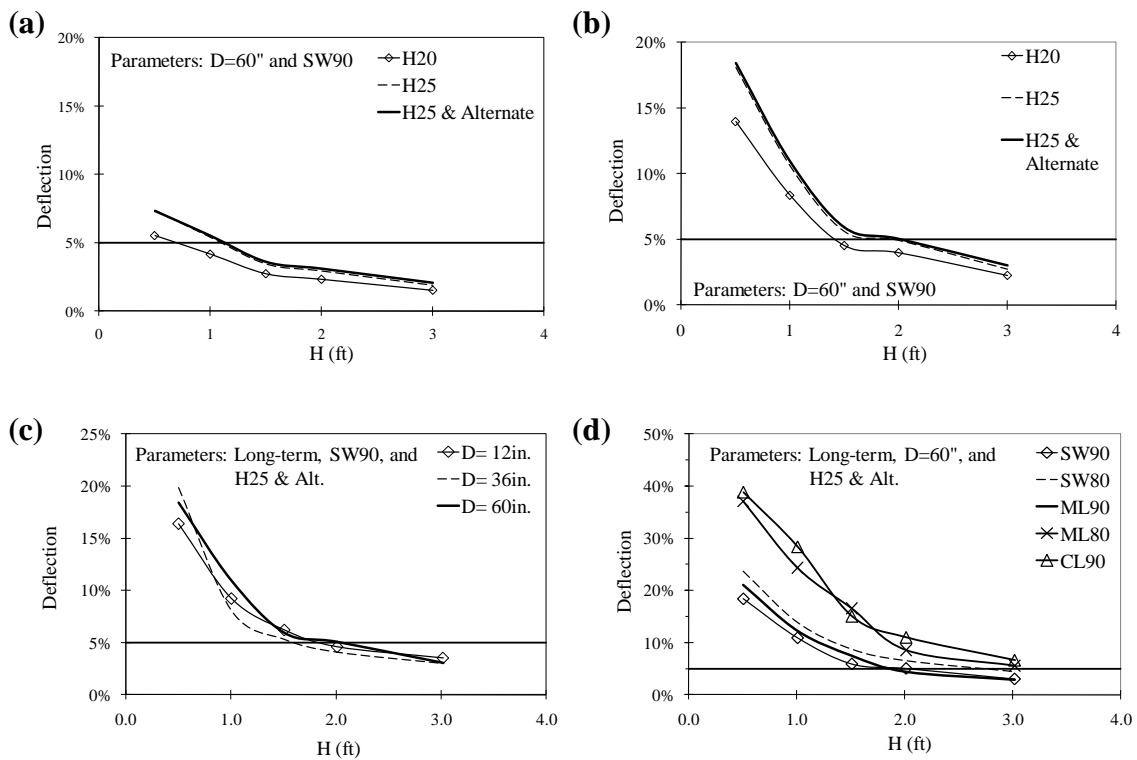 (a)
20%
15%
10%
5%
0%
Deflection
Parameters: D=60" and SW90
H20
H25
H25 & Alternate
0
1
2
3
4
H (ft)
(b)
20%
15%
10%
5%
0%
Deflection
H20
H25
H25 &
Alternate
Parameters: D=60" and SW90
0
1
2
3
4
H (ft)
(c)
25%
20%
15%
10%
5%
0%
Deflection
Parameters: Long-term, SW90, and
H25 & Alt.
D= 12in.
D= 36in.
D= 60in.
0.0
1.0
2.0
3.0
4.0
H (ft)
(d)
50%
40%
30%
20%
10%
0%
Deflection
Parameters: Long-term, D=60", and
H25 & Alt.
SW90
SW80
ML90
ML80
CL90
0.0
1.0
2.0
3.0
4.0
H (ft)